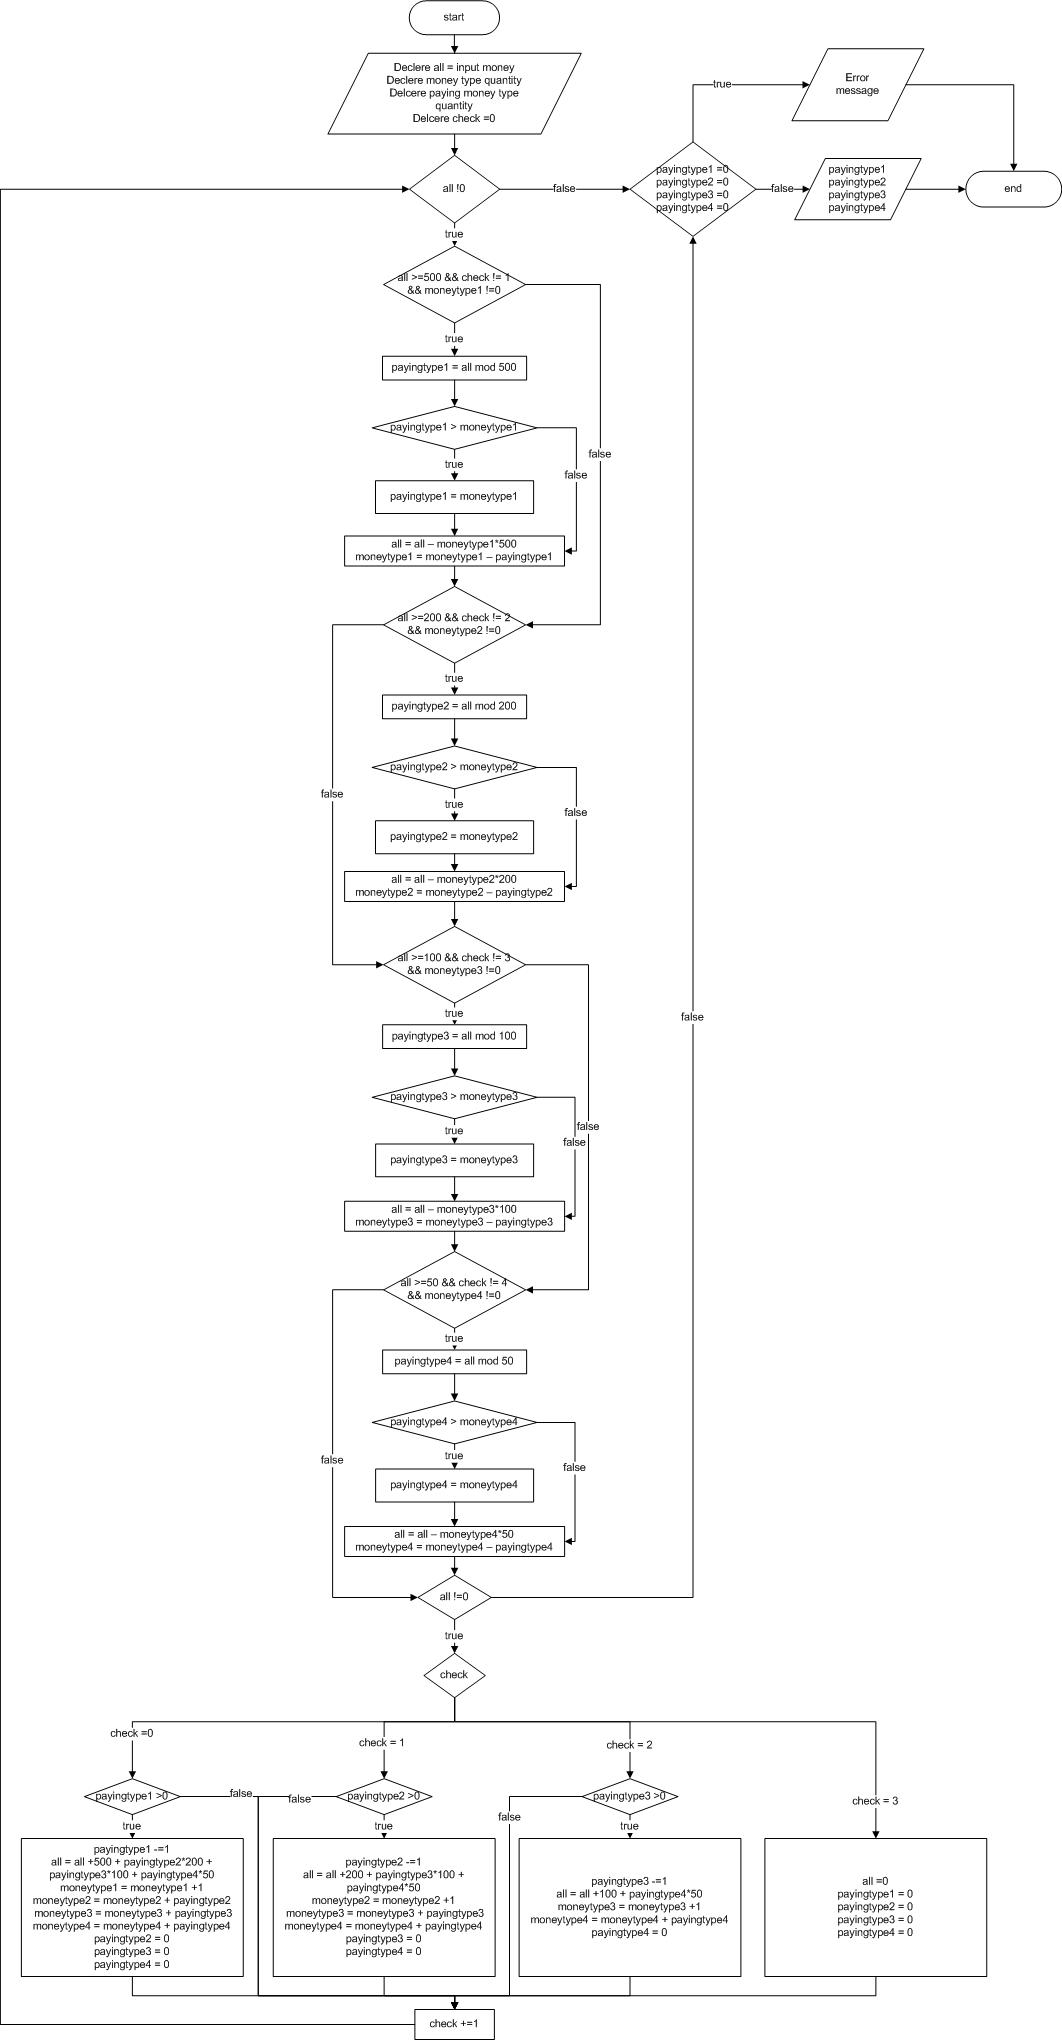 start
Declere all = input money
Declere money type quantity
Delcere paying money type
quantity
Delcere check =0
all !0
false
payingtype1 =0
payingtype2 =0
payingtype3 =0
payingtype4 =0
true
Error
message
false
payingtype1
payingtype2
payingtype3
payingtype4
end
true
all >=500 && check != 1
&& moneytype1 !=0
true
payingtype1 = all mod 500
payingtype1 > moneytype1
false
true
false
payingtype1 = moneytype1
all = all – moneytype1*500
moneytype1 = moneytype1 – payingtype1
all >=200 && check != 2
&& moneytype2 !=0
true
payingtype2 = all mod 200
payingtype2 > moneytype2
false
true
false
payingtype2 = moneytype2
all = all – moneytype2*200
moneytype2 = moneytype2 – payingtype2
all >=100 && check != 3
&& moneytype3 !=0
true
false
payingtype3 = all mod 100
payingtype3 > moneytype3
false
true
false
payingtype3 = moneytype3
all = all – moneytype3*100
moneytype3 = moneytype3 – payingtype3
all >=50 && check != 4
&& moneytype4 !=0
true
payingtype4 = all mod 50
payingtype4 > moneytype4
true
false
false
payingtype4 = moneytype4
all = all – moneytype4*50
moneytype4 = moneytype4 – payingtype4
all !=0
true
check
check =0
check = 1
check = 2
check = 3
payingtype1 >0
false
false
payingtype2 >0
payingtype3 >0
false
true
true
true
payingtype1 -=1
all = all +500 + payingtype2*200 +
payingtype3*100 + payingtype4*50
moneytype1 = moneytype1 +1
moneytype2 = moneytype2 + payingtype2
moneytype3 = moneytype3 + payingtype3
moneytype4 = moneytype4 + payingtype4
payingtype2 = 0
payingtype3 = 0
payingtype4 = 0
payingtype2 -=1
all = all +200 + payingtype3*100 +
payingtype4*50
moneytype2 = moneytype2 +1
moneytype3 = moneytype3 + payingtype3
moneytype4 = moneytype4 + payingtype4
payingtype3 = 0
payingtype4 = 0
payingtype3 -=1
all = all +100 + payingtype4*50
moneytype3 = moneytype3 +1
moneytype4 = moneytype4 + payingtype4
payingtype4 = 0
all =0
payingtype1 = 0
payingtype2 = 0
payingtype3 = 0
payingtype4 = 0
check +=1